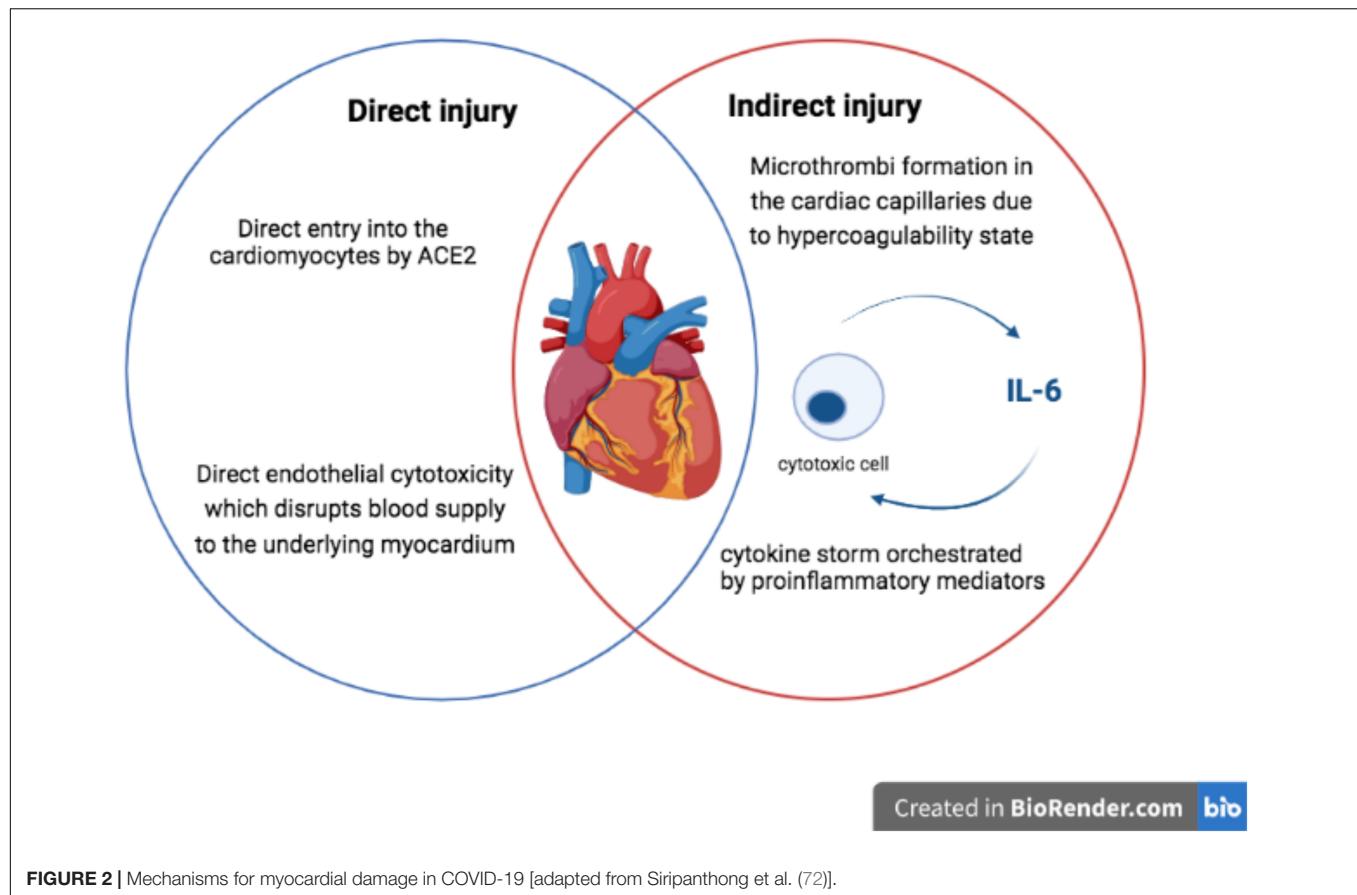 Direct injury
Indirect injury
Direct entry into the
cardiomyocytes by ACE2
Direct endothelial cytotoxicity
which disrupts blood supply
to the underlying myocardium
Microthrombi formation in
the cardiac capillaries due
to hypercoagulability state
IL-6
cytotoxic cell
cytokine storm orchestrated
by proinflammatory mediators
Created in BioRender.com bio
FIGURE 2 | Mechanisms for myocardial damage in COVID-19 [adapted from Siripanthong et al. (72)].